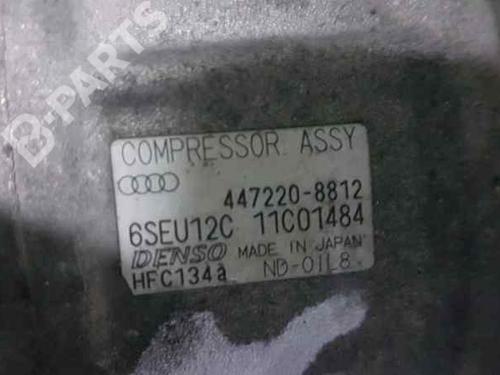 B-PARTS
COMPRESSOR ASSY
447220-8812
6SEU12C 11C01484
DENSO MADE IN JAPAN
HFC134a ND-OIL8